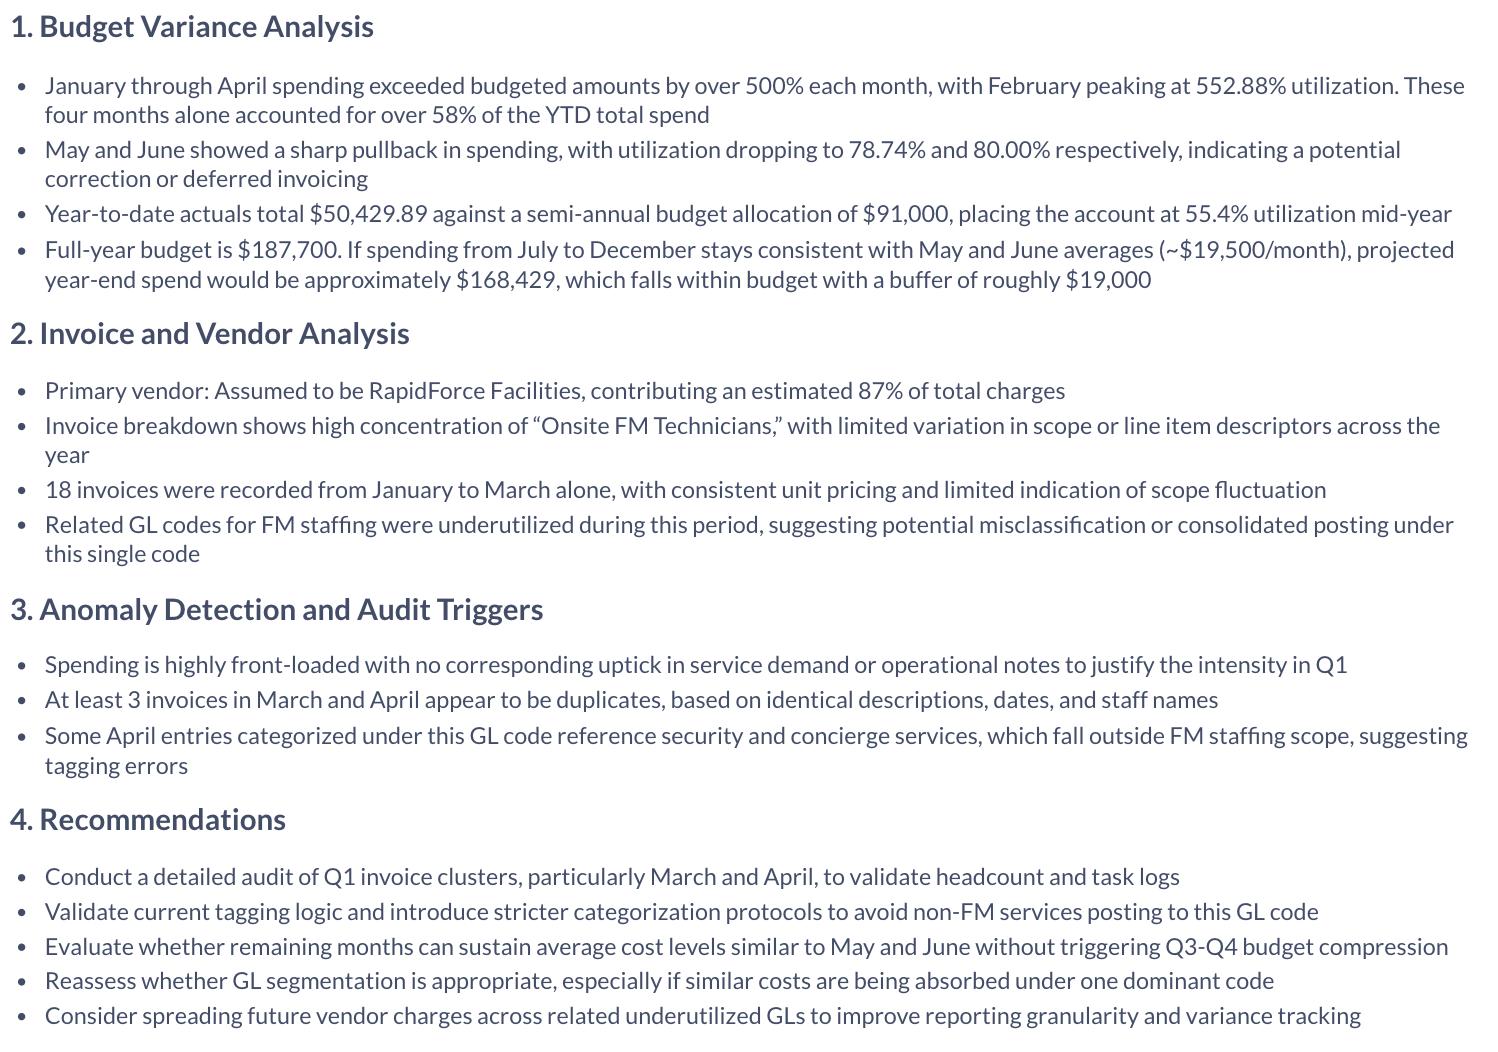 1. Budget Variance Analysis
• January through April spending exceeded budgeted amounts by over 500% each month, with February peaking at 552.88% utilization. These
four months alone accounted for over 58% of the YTD total spend
• May and June showed a sharp pullback in spending, with utilization dropping to 78.74% and 80.00% respectively, indicating a potential
correction or deferred invoicing
• Year-to-date actuals total $50,429.89 against a semi-annual budget allocation of $91,000, placing the account at 55.4% utilization mid-year
• Full-year budget is $187,700. If spending from July to December stays consistent with May and June averages (~$19,500/month), projected
year-end spend would be approximately $168,429, which falls within budget with a buffer of roughly $19,000
2. Invoice and Vendor Analysis
• Primary vendor: Assumed to be RapidForce Facilities, contributing an estimated 87% of total charges
• Invoice breakdown shows high concentration of “Onsite FM Technicians,” with limited variation in scope or line item descriptors across the
year
• 18 invoices were recorded from January to March alone, with consistent unit pricing and limited indication of scope fluctuation
• Related GL codes for FM staffing were underutilized during this period, suggesting potential misclassification or consolidated posting under
this single code
3. Anomaly Detection and Audit Triggers
• Spending is highly front-loaded with no corresponding uptick in service demand or operational notes to justify the intensity in Q1
• At least 3 invoices in March and April appear to be duplicates, based on identical descriptions, dates, and staff names
• Some April entries categorized under this GL code reference security and concierge services, which fall outside FM staffing scope, suggesting
tagging errors
4. Recommendations
• Conduct a detailed audit of Q1 invoice clusters, particularly March and April, to validate headcount and task logs
• Validate current tagging logic and introduce stricter categorization protocols to avoid non-FM services posting to this GL code
• Evaluate whether remaining months can sustain average cost levels similar to May and June without triggering Q3-Q4 budget compression
• Reassess whether GL segmentation is appropriate, especially if similar costs are being absorbed under one dominant code
• Consider spreading future vendor charges across related underutilized GLs to improve reporting granularity and variance tracking